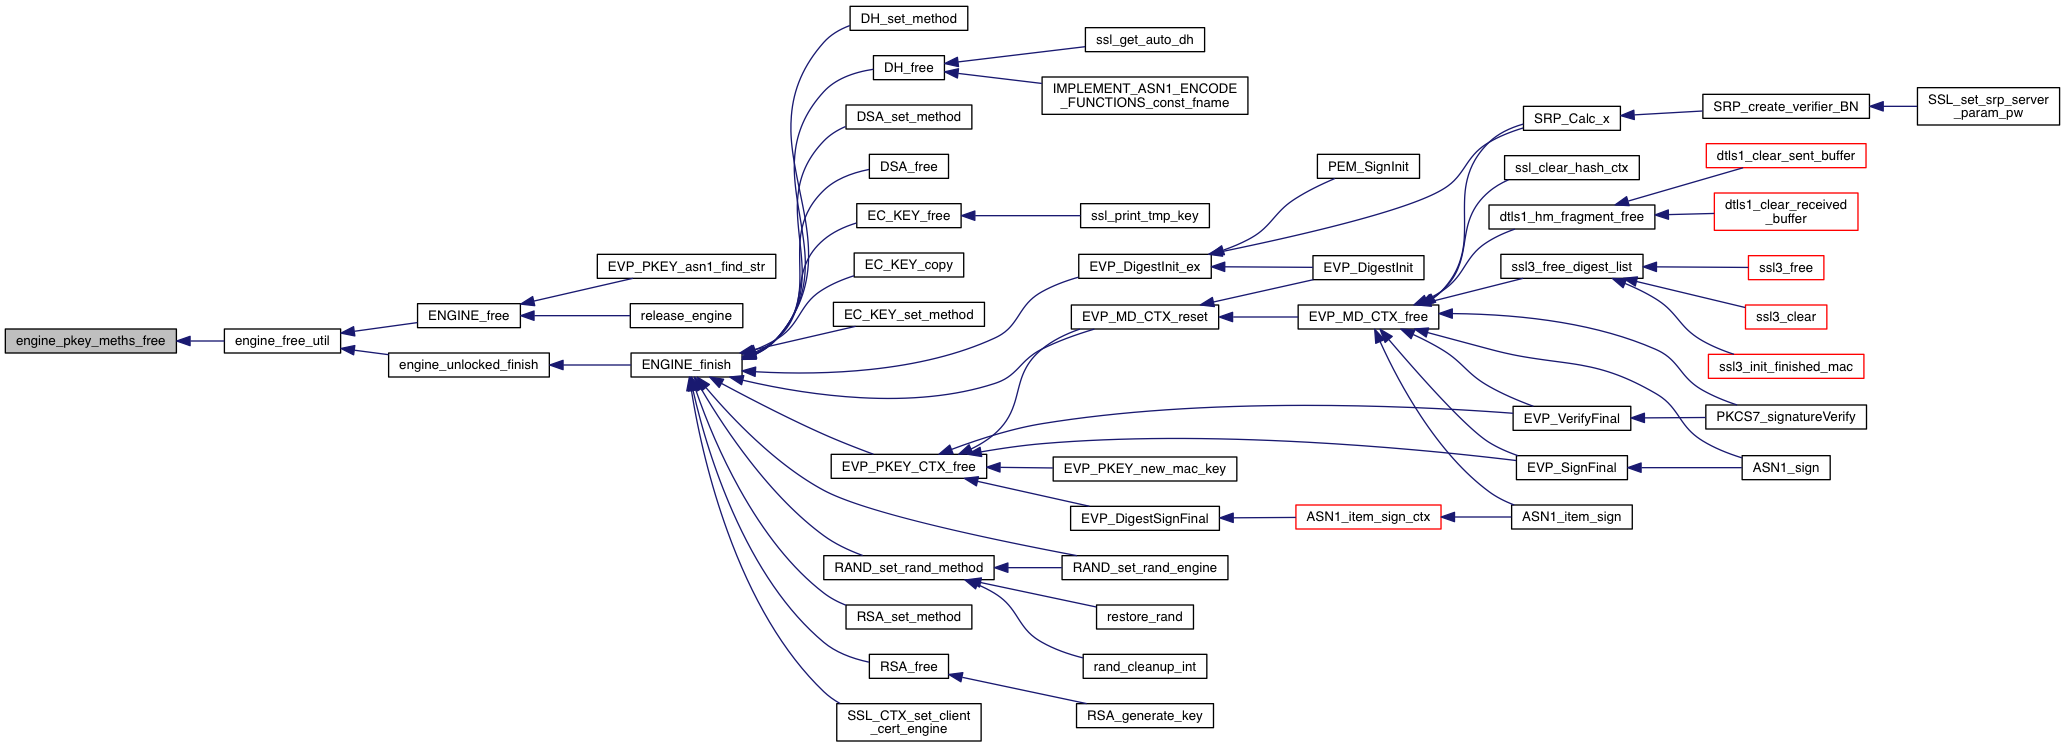 DH_set_method
ssl_get_auto_dh
DH_free
IMPLEMENT_ASN1_ENCODE
_FUNCTIONS_const_fname
SSL_set_srp_server
_param_pw
SRP_create_verifier_BN
SRP_Calc_x
DSA_set_method
dtls1_clear_sent_buffer
PEM_SignInit
ssl_clear_hash_ctx
DSA_free
dtls1_clear_received
_buffer
EC_KEY_free
ssl_print_tmp_key
dtls1_hm_fragment_free
EVP_PKEY_asn1_find_str
EC_KEY_copy
EVP_DigestInit_ex
EVP_DigestInit
ssl3_free_digest_list
ssl3_free
ENGINE_free
release_engine
EC_KEY_set_method
EVP_MD_CTX_reset
EVP_MD_CTX_free
ssl3_clear
engine_pkey_meths_free
engine_free_util
engine_unlocked_finish
ENGINE_finish
ssl3_init_finished_mac
EVP_VerifyFinal
PKCS7_signatureVerify
EVP_PKEY_CTX_free
EVP_PKEY_new_mac_key
EVP_SignFinal
ASN1_sign
EVP_DigestSignFinal
ASN1_item_sign_ctx
ASN1_item_sign
RAND_set_rand_method
RAND_set_rand_engine
RSA_set_method
restore_rand
RSA_free
rand_cleanup_int
SSL_CTX_set_client
_cert_engine
RSA_generate_key